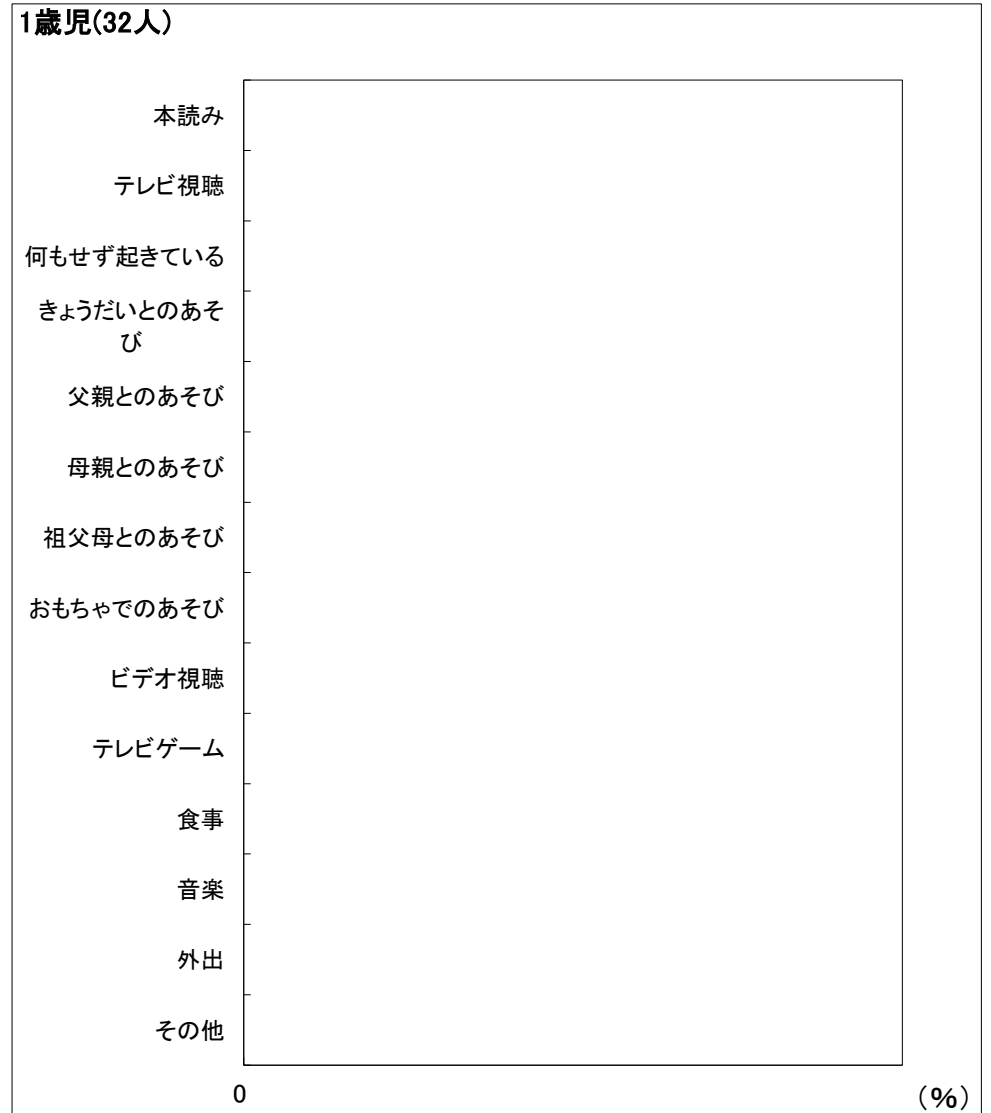 1歳児(32人)
本読み
テレビ視聴
何もせず起きている
きょうだいとのあそ
び
父親とのあそび
母親とのあそび
祖父母とのあそび
おもちゃでのあそび
ビデオ視聴
テレビゲーム
食事
音楽
外出
その他
0
（%）